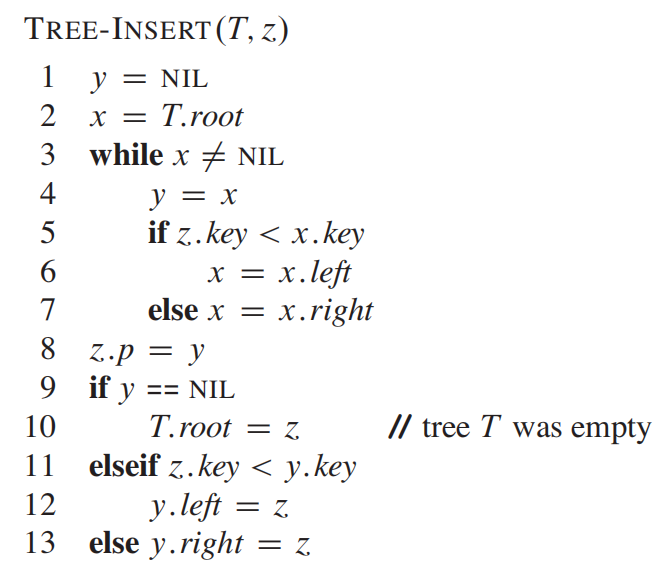 TREE-INSERT(T, z)
1 y = NIL
2 x = T.root
3 while x ≠ NIL
4 y = x
5 if z.key < x.key
6 x = x.left
7 else x = x.right
8 z.p = y
9 if y == NIL
10 T.root = z // tree T was empty
11 elseif z.key < y.key
12 y.left = z
13 else y.right = z